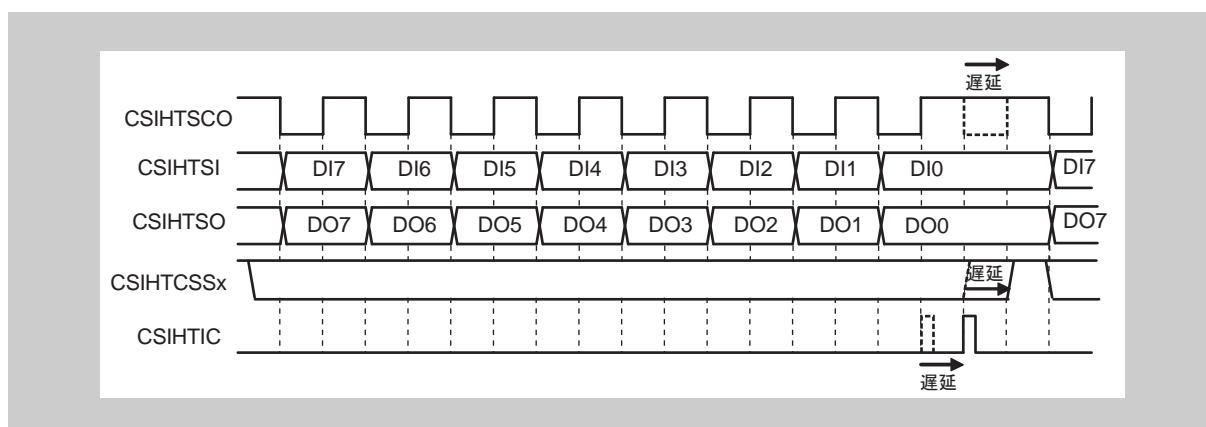 遅延
CSIHTSCO
CSIHTSI DI7 DI6 DI5 DI4 DI3 DI2 DI1 DI0 DI7
CSIHTSO DO7 DO6 DO5 DO4 DO3 DO2 DO1 DO0 DO7
CSIHTCSSx 遅延
CSIHTIC
遅延